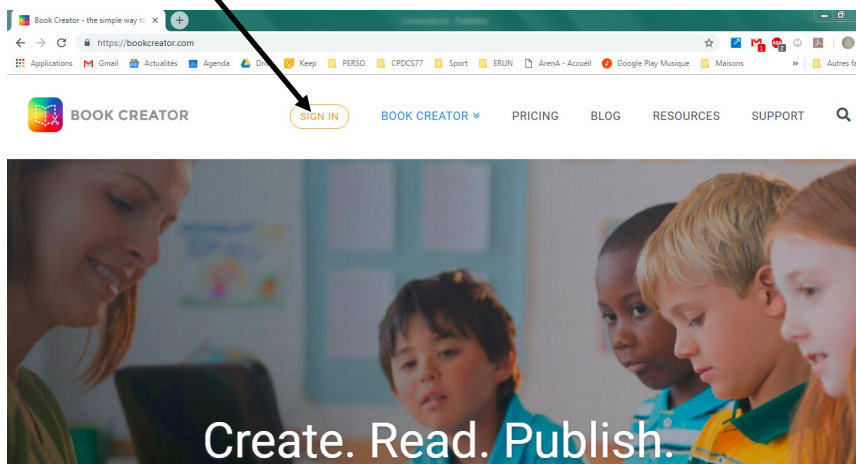 Book Creator - the simple way to
https://bookcreator.com
Applications Gmail Actualités Agenda Keep PERSO CPDCS77 Sport ERUN ArenA - Accueil Google Play Musique Maisons » Autres fa
BOOK CREATOR SIGN IN BOOK CREATOR PRICING BLOG RESOURCES SUPPORT
Create. Read. Publish.